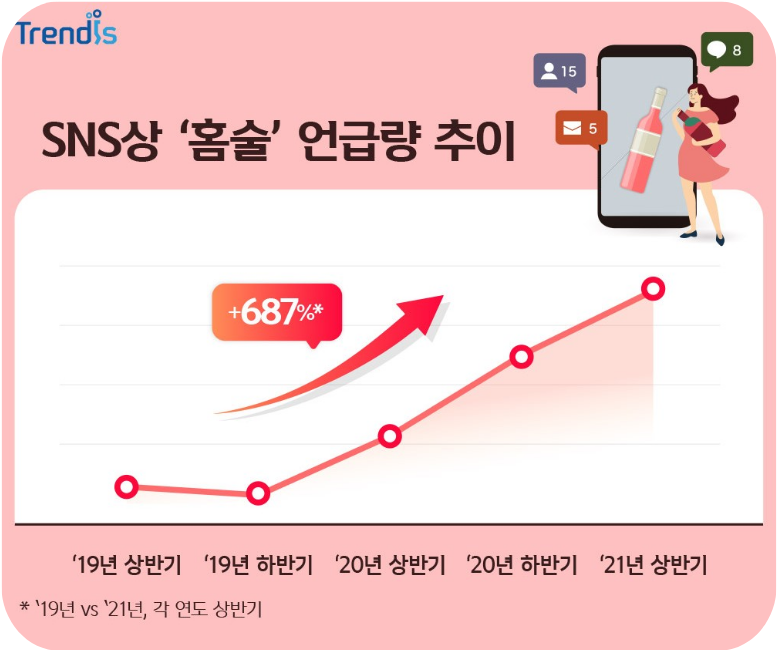 Trendis
8
15
5
SNS상 ‘홈술’ 언급량 추이
+687%*
‘19년 상반기 ‘19년 하반기 ‘20년 상반기 ‘20년 하반기 ‘21년 상반기
* ‘19년 vs ‘21년, 각 연도 상반기